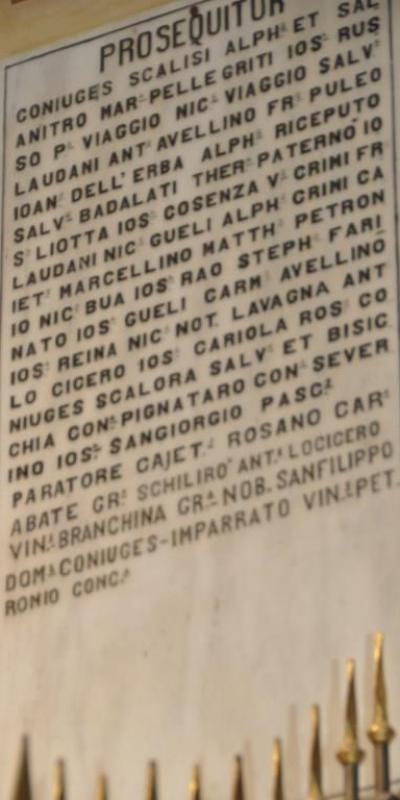 PROSEQUITUR
CONIUGES SCALISI ALPH.s ET SAL
ANITRO MAR.s PELLEGRITI IOS.s RUS
SO P.s VIAGGIO NIC.s VIAGGIO SALV.s
LAUDANI ANT.s AVELLINO FR.s PULEO
IOAN.s DELL'ERBA ALPH.s RICEPUTO
SALV.s BADALATI THER.s PATERNÒ IO
S.s LIOTTA IOS.s COSENZA V.s CRIMI FR
LAUDANI NIC.s GUELI ALPH.s CRIMI CA
IET.s MARCELLINO MATTH.s PETRON
IO NIC.s BUA IOS.s RAO STEPH.s FARI
NATO IOS.s GUELI CARM.s AVELLINO
IOS.s REINA NIC.s NOT. LAVAGNA ANT
LO CICERO IOS.s CARIOLA ROS.s CO
NIUGES SCALORA SALV.s ET BISIC
CHIA CON.a PIGNATARO CON.a SEVER
INO IOS.h SANGIORGIO PASC.a
PARATORE CAJET.a ROSANO CAR.s
ABATE GR.a SCHILIRÒ ANT.a LOCICERO
VIN.a BRANCHINA GR.a NOB. SANFILIPPO
DOM.a CONIUGES-IMPARRATO VIN.s PET.
RONIO CONC.a